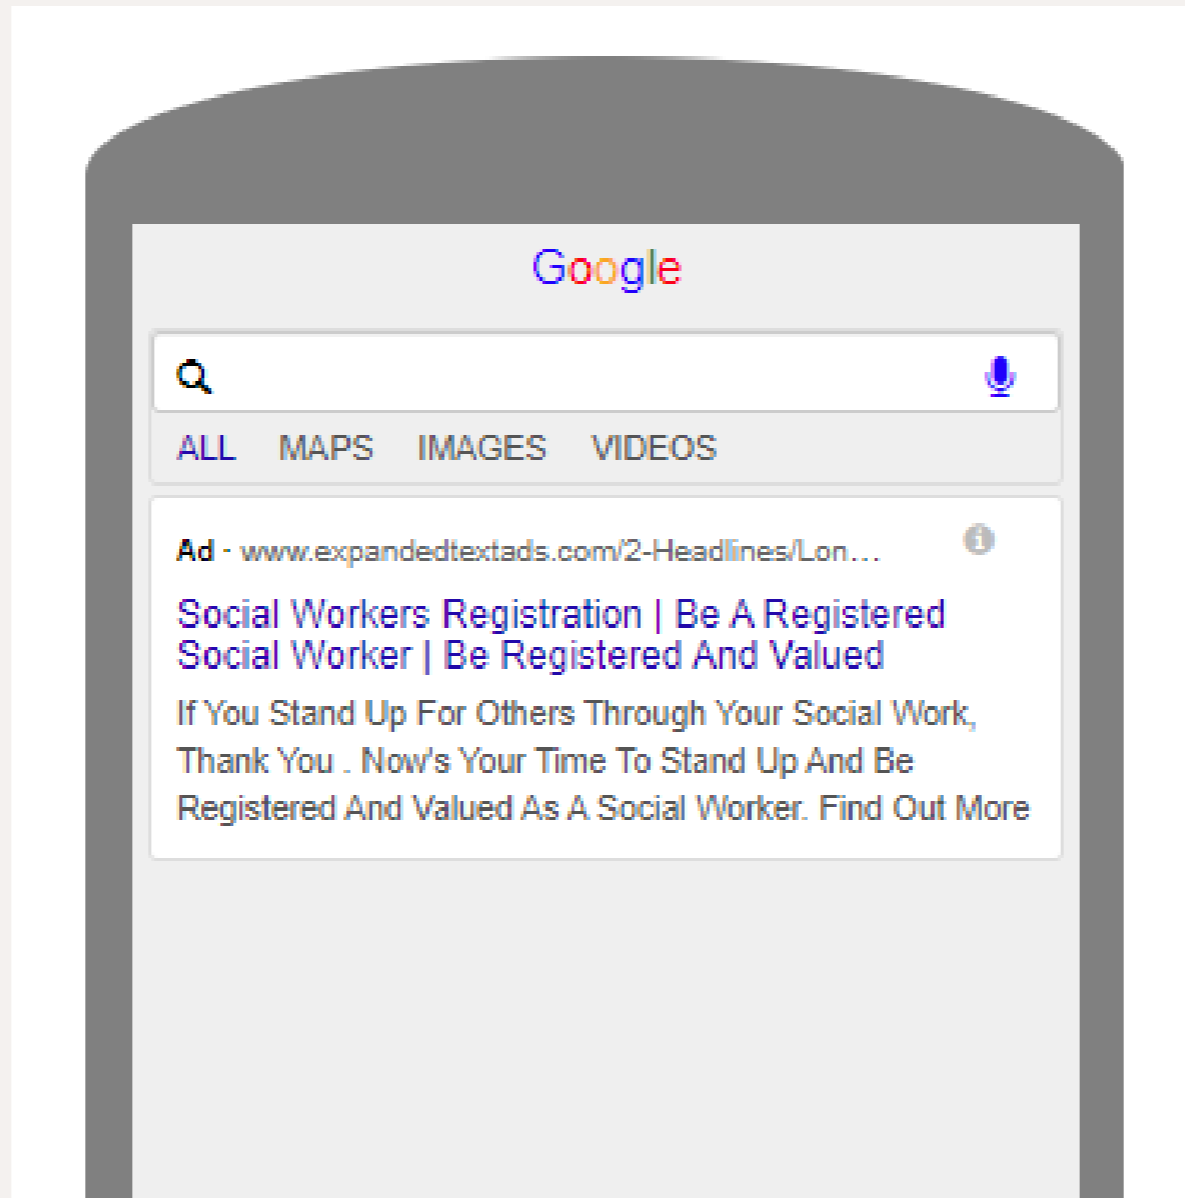 Google
ALL MAPS IMAGES VIDEOS
Ad - www.expandedtextads.com/2-Headlines/Lon...
Social Workers Registration | Be A Registered
Social Worker | Be Registered And Valued
If You Stand Up For Others Through Your Social Work,
Thank You . Now's Your Time To Stand Up And Be
Registered And Valued As A Social Worker. Find Out More